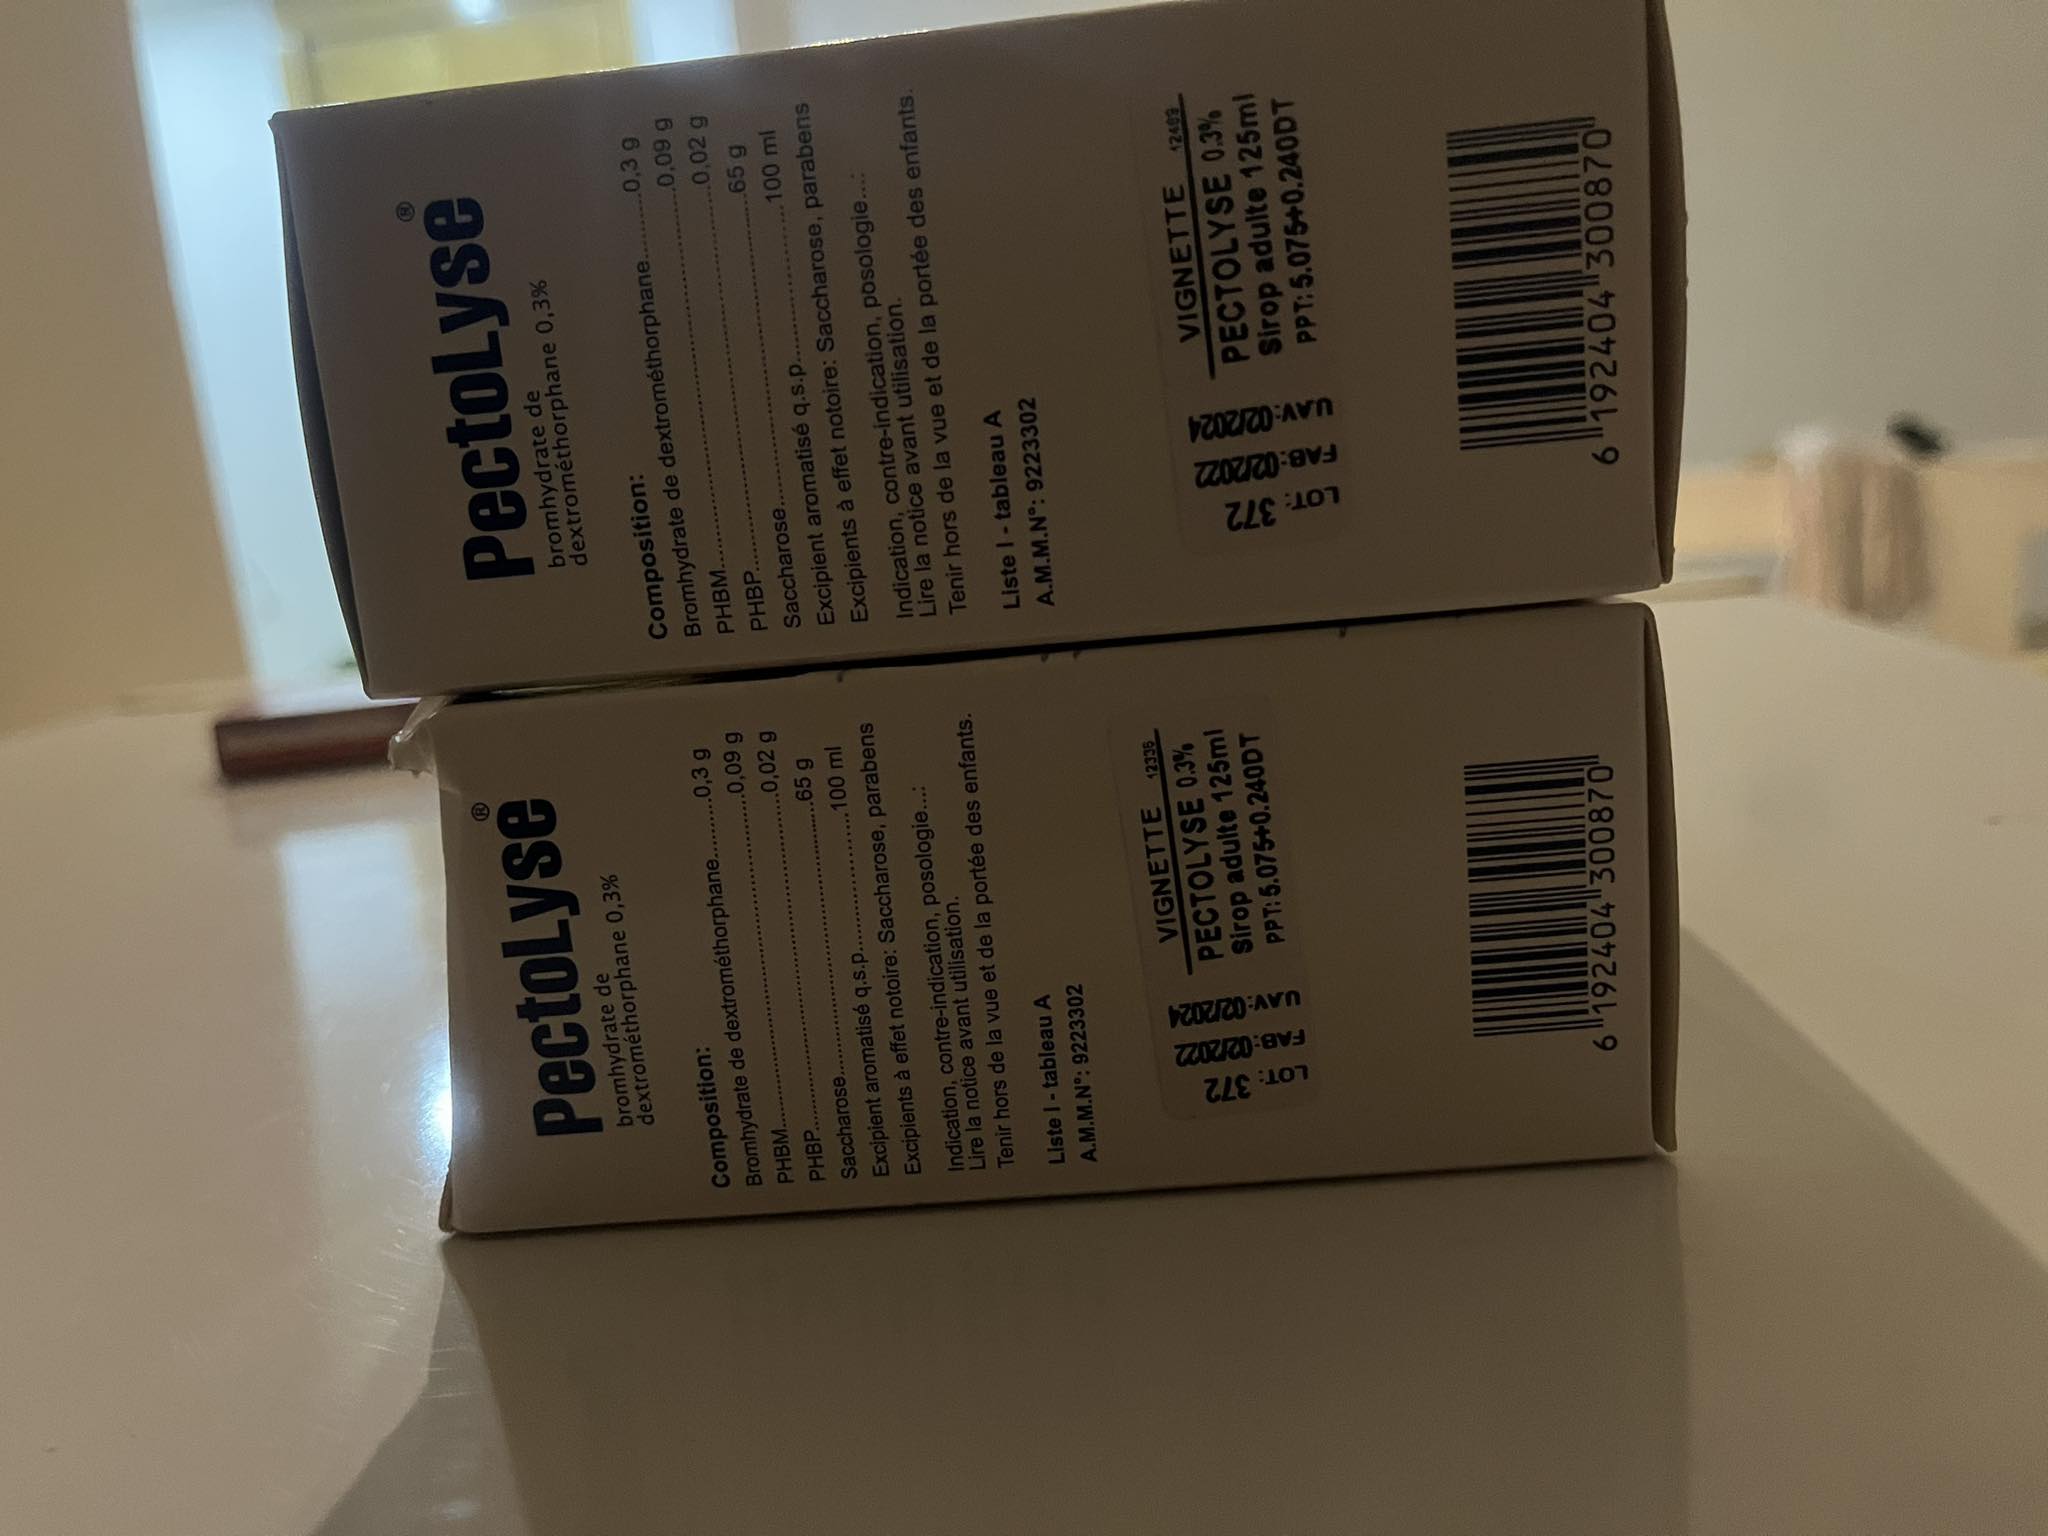 PectoLyse®
bromhydrate de
dextrométhorphane 0,3%
Composition:
Bromhydrate de dextrométhorphane.........0,3 g
PHBM.......................................................0,09 g
PHBP........................................................0,02 g
Saccharose................................................65 g
Excipient aromatisé q.s.p..........................100 ml
Excipients à effet notoire: Saccharose, parabens
Indication, contre-indication, posologie....:
Lire la notice avant utilisation.
Tenir hors de la vue et de la portée des enfants.
Liste I - tableau A
A.M.M.N°: 9223302
VIGNETTE 12469
PECTOLYSE 0.3%
Sirop adulte 125ml
PPT: 5.075+0.240DT
LOT: 372
FAB: 02/2022
UAV: 02/2024
6 192404 300870
PectoLyse®
bromhydrate de
dextrométhorphane 0,3%
Composition:
Bromhydrate de dextrométhorphane.........0,3 g
PHBM.......................................................0,09 g
PHBP........................................................0,02 g
Saccharose................................................65 g
Excipient aromatisé q.s.p..........................100 ml
Excipients à effet notoire: Saccharose, parabens
Indication, contre-indication, posologie....:
Lire la notice avant utilisation.
Tenir hors de la vue et de la portée des enfants.
Liste I - tableau A
A.M.M.N°: 9223302
VIGNETTE 12336
PECTOLYSE 0.3%
Sirop adulte 125ml
PPT: 5.075+0.240DT
LOT: 372
FAB: 02/2022
UAV: 02/2024
6 192404 300870